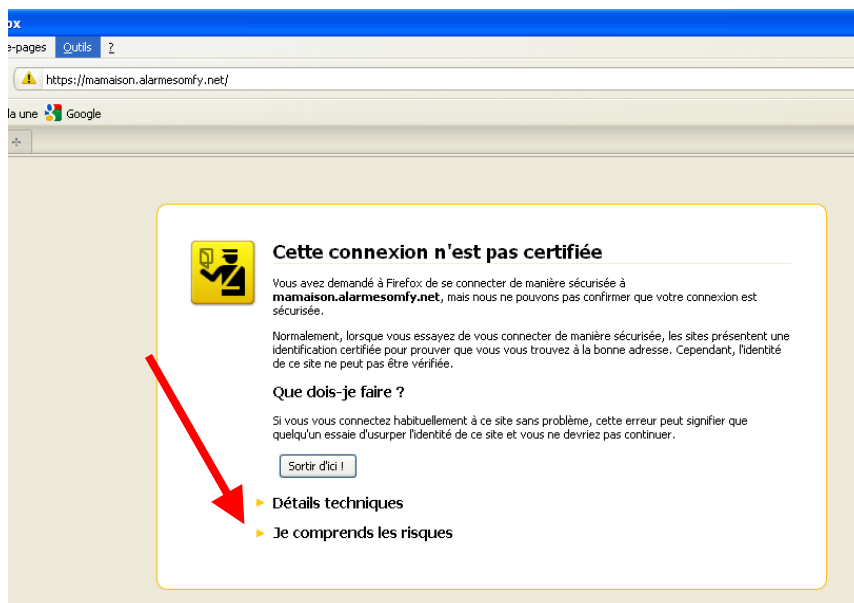 ox
e-pages Outils ?
https://mamaison.alarmesomfy.net/
la une Google
Cette connexion n'est pas certifiée
Vous avez demandé à Firefox de se connecter de manière sécurisée à
mamaison.alarmesomfy.net, mais nous ne pouvons pas confirmer que votre connexion est
sécurisée.
Normalement, lorsque vous essayez de vous connecter de manière sécurisée, les sites présentent une
identification certifiée pour prouver que vous vous trouvez à la bonne adresse. Cependant, l'identité
de ce site ne peut pas être vérifiée.
Que dois-je faire ?
Si vous vous connectez habituellement à ce site sans problème, cette erreur peut signifier que
quelqu'un essaie d'usurper l'identité de ce site et vous ne devriez pas continuer.
Sortir d'ici !
Détails techniques
Je comprends les risques